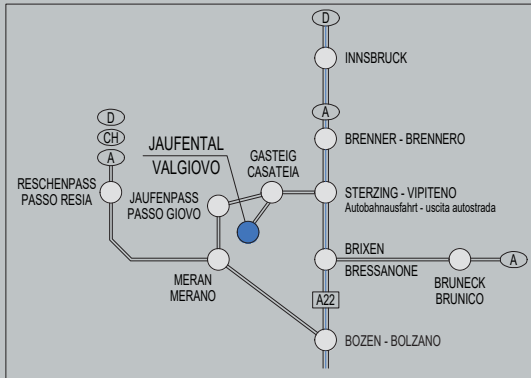 D
INNSBRUCK
A
BRENNER - BRENNERO
D
CH
A
JAUFENTAL
VALGIOVO
GASTEIG
CASATEIA
RESCHENPASS
PASSO RESIA
JAUFENPASS
PASSO GIOVO
STERZING - VIPITENO
Autobahnausfahrt - uscita autostrada
MERAN
MERANO
BRIXEN
BRESSANONE
BRUNECK
BRUNICO
A
A22
BOZEN - BOLZANO